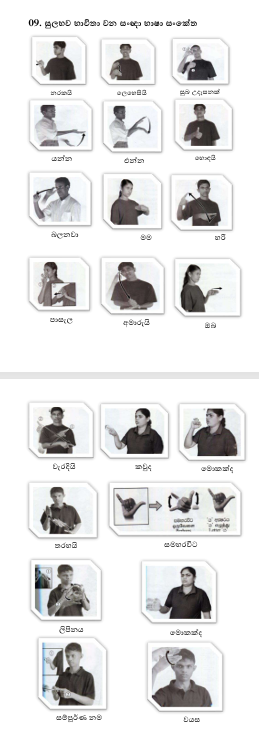 09. සුලභව භාවිතා වන සංඥා භාෂා සංකේත
නරකයි
ලෙහෙසියි
සුබ උදෑසනක්
යන්න
එන්න
හොඳයි
බලනවා
මම
හරි
පාසැල
අමාරුයි
ඔබ
වැරදියි
කවුද
මොකක්ද
තරහයි
සමහරවිට
ලිපිනය
මොකක්ද
සම්පූර්ණ නම
වයස